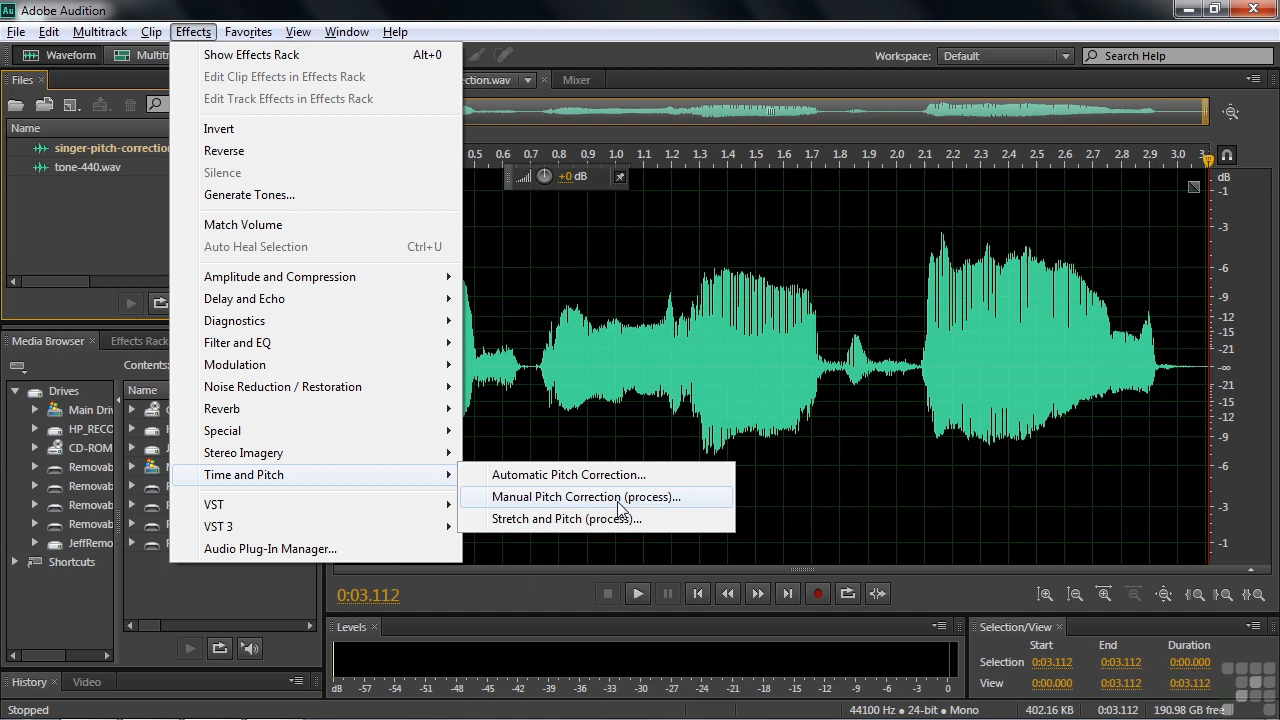 Au Adobe Audition
File Edit Multitrack Clip Effects Favorites View Window Help
Waveform
Workspace: Default Search Help
Files
Mixer
Name
singer-pitch-correction
tone-440.wav
Show Effects Rack Alt+0
Edit Clip Effects in Effects Rack
Edit Track Effects in Effects Rack
Invert
Reverse
Silence
Generate Tones...
Match Volume
Auto Heal Selection Ctrl+U
Amplitude and Compression
Delay and Echo
Diagnostics
Filter and EQ
Modulation
Noise Reduction / Restoration
Reverb
Special
Stereo Imagery
Time and Pitch
VST
VST 3
Audio Plug-In Manager...
Automatic Pitch Correction...
Manual Pitch Correction (process)...
Stretch and Pitch (process)...
0.5 0.6 0.7 0.8 0.9 1.0 1.1 1.2 1.3 1.4 1.5 1.6 1.7 1.8 1.9 2.0 2.1 2.2 2.3 2.4 2.5 2.6 2.7 2.8 2.9 3.0
+0 dB
dB
-1
-3
-6
-9
-12
-15
-21
-∞
-21
-15
-12
-9
-6
-3
-1
Media Browser Effects Rack
Contents:
Drives
Name
Main Driv
HP_RECO
CD-ROM
Removab
Removab
Removab
Removab
JeffRemo
Shortcuts
0:03.112
Levels
dB -57 -54 -51 -48 -45 -42 -39 -36 -33 -30 -27 -24 -21 -18 -15 -12 -9 -6 -3 0
Selection/View
Start End Duration
Selection 0:03.112 0:03.112 0:00.000
View 0:00.000 0:03.112 0:03.112
History Video
Stopped
44100 Hz ● 24-bit ● Mono 402.16 KB 0:03.112 190.98 GB free